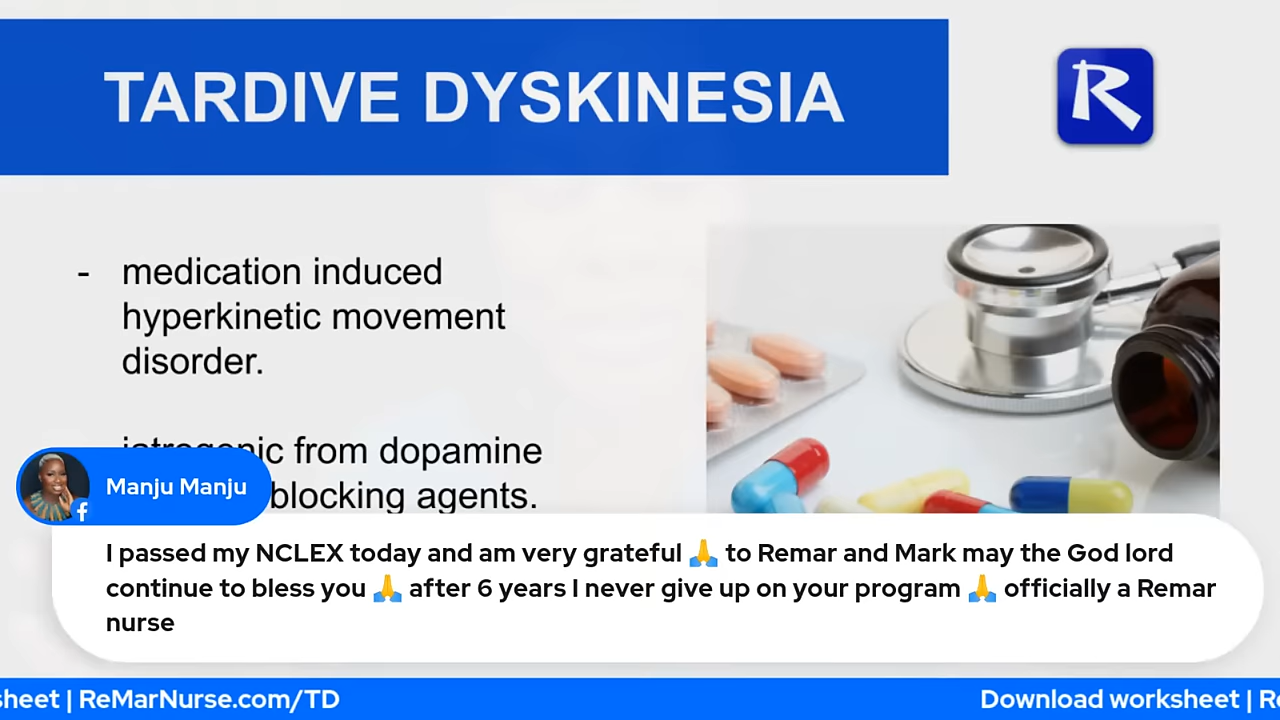 TARDIVE DYSKINESIA
R
- medication induced
hyperkinetic movement
disorder.
iatrogenic from dopamine
blocking agents.
Manju Manju
f
I passed my NCLEX today and am very grateful 🙏 to Remar and Mark may the God lord
continue to bless you 🙏 after 6 years I never give up on your program 🙏 officially a Remar
nurse
sheet | ReMarNurse.com/TD
Download worksheet | Re